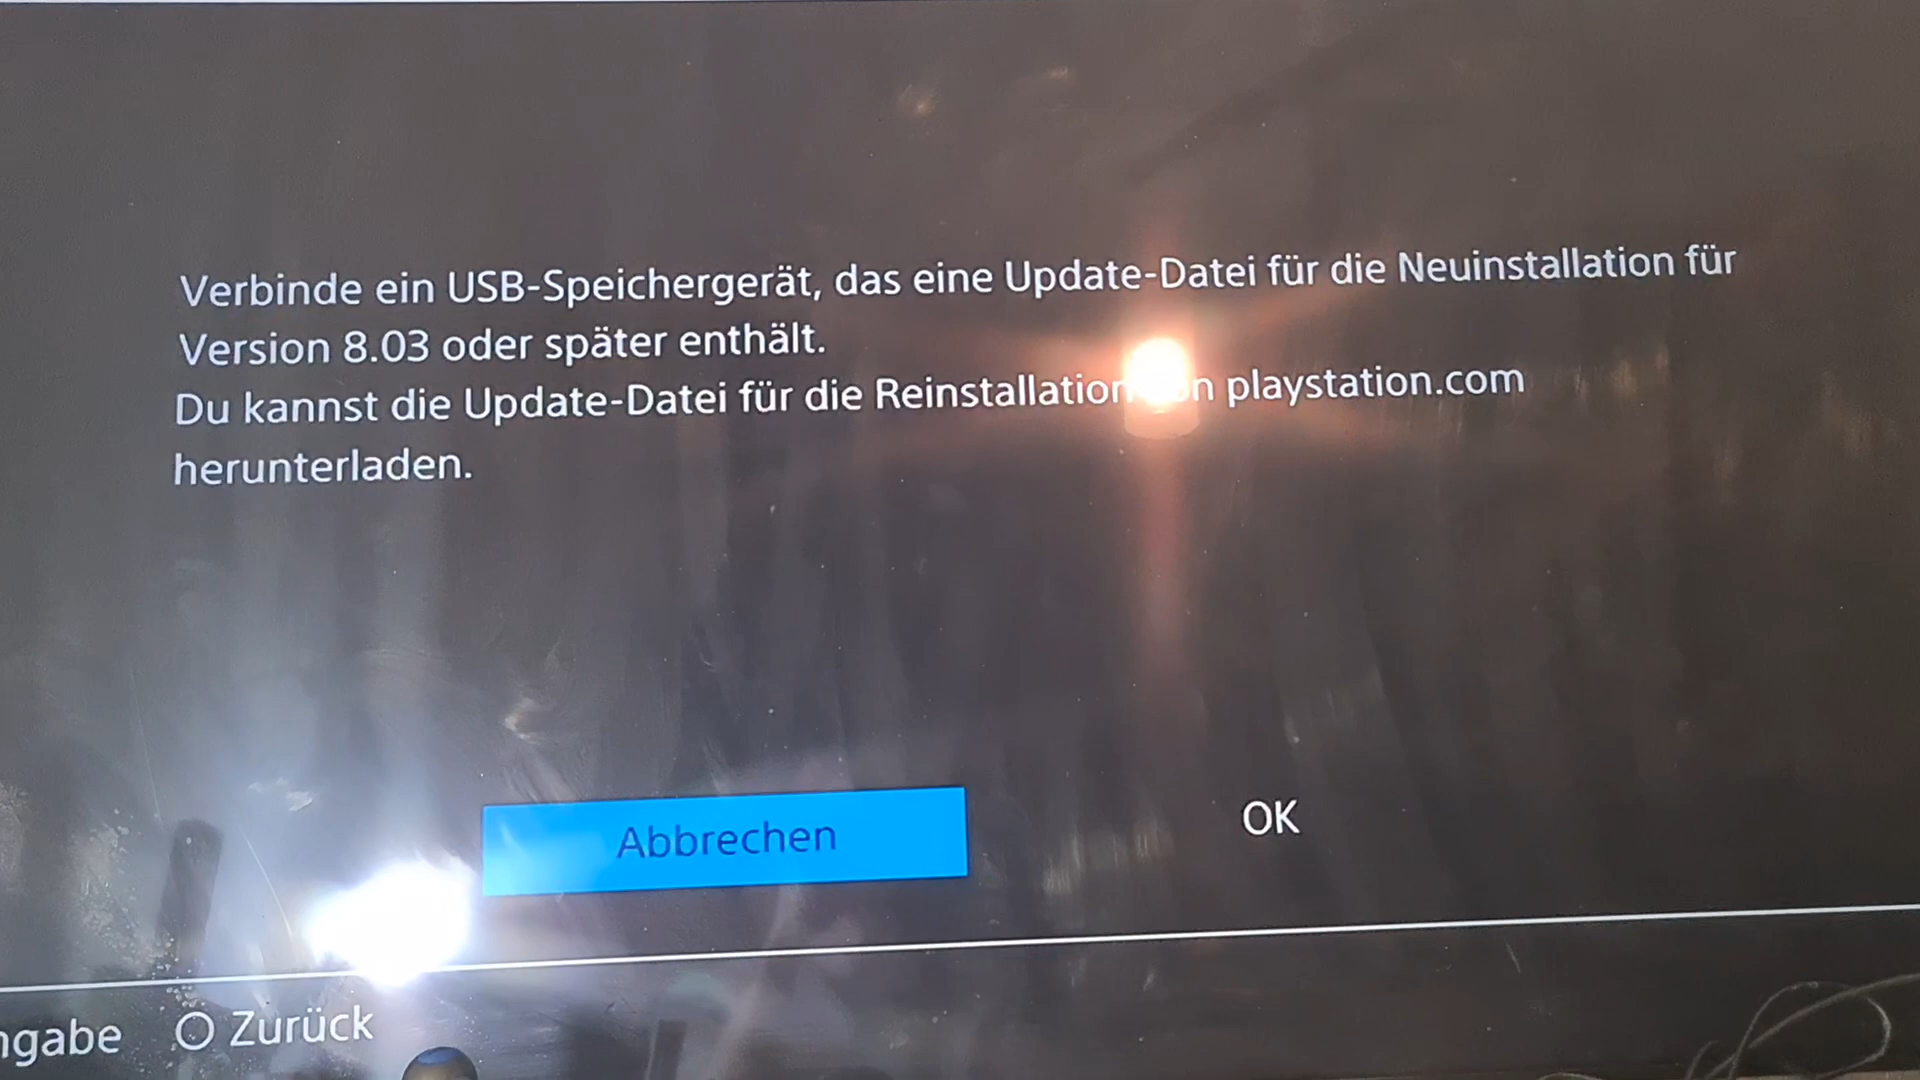 Verbinde ein USB-Speichergerät, das eine Update-Datei für die Neuinstallation für
Version 8.03 oder später enthält.
Du kannst die Update-Datei für die Reinstallation playstation.com
herunterladen.
Abbrechen
OK
Zurück